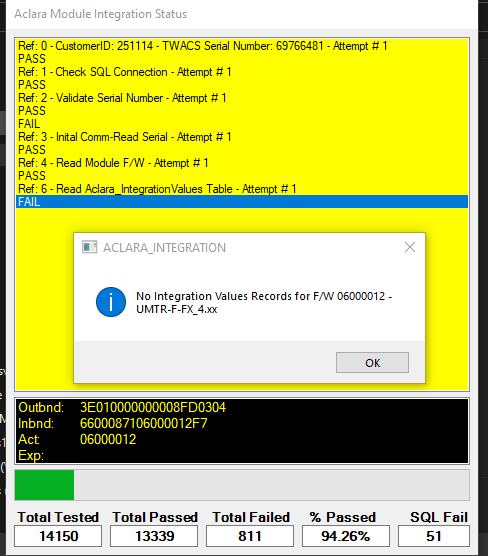 Aclara Module Integration Status
Ref: 0 - CustomerID: 251114 - TWACS Serial Number: 69766481 - Attempt # 1
PASS
Ref: 1 - Check SQL Connection - Attempt # 1
PASS
Ref: 2 - Validate Serial Number - Attempt # 1
PASS
FAIL
Ref: 3 - Inital Comm-Read Serial - Attempt # 1
PASS
Ref: 4 - Read Module F/W - Attempt # 1
PASS
Ref: 6 - Read Aclara_IntegrationValues Table - Attempt # 1
FAIL
ACLARA_INTEGRATION
No Integration Values Records for F/W 06000012 -
UMTR-F-FX_4.xx
OK
Outbnd: 3E010000000008FD0304
Inbnd: 6600087106000012F7
Act: 06000012
Exp:
Total Tested Total Passed Total Failed % Passed SQL Fail
14150 13339 811 94.26% 51